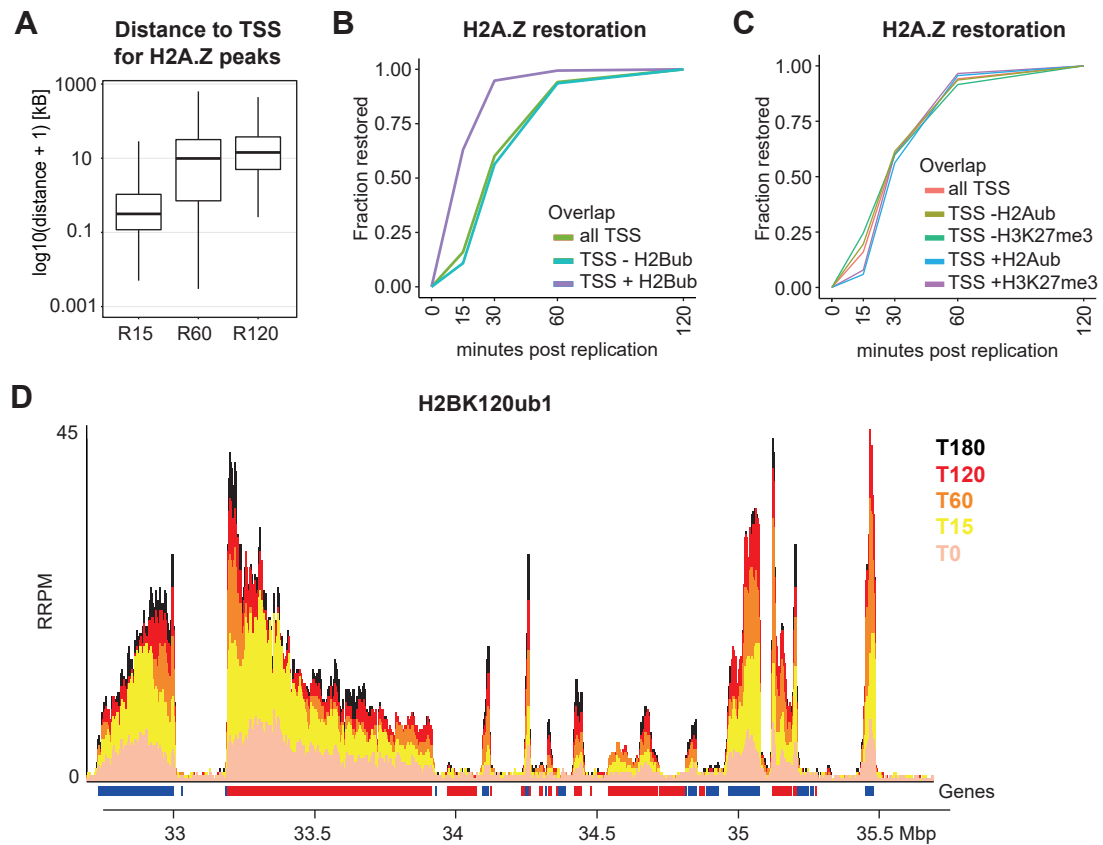 A
Distance to TSS
for H2A.Z peaks
log10(distance + 1) [kB]
1000
10
0.1
0.001
R15 R60 R120
B
H2A.Z restoration
Fraction restored
1.00
0.75
0.50
0.25
0.00
Overlap
all TSS
TSS - H2Bub
TSS + H2Bub
0 15 30 60 120
minutes post replication
C
H2A.Z restoration
Fraction restored
1.00
0.75
0.50
0.25
0.00
Overlap
all TSS
TSS -H2Aub
TSS -H3K27me3
TSS +H2Aub
TSS +H3K27me3
0 15 30 60 120
minutes post replication
D
H2BK120ub1
RRPM
45
0
T180
T120
T60
T15
T0
Genes
33 33.5 34 34.5 35 35.5 Mbp